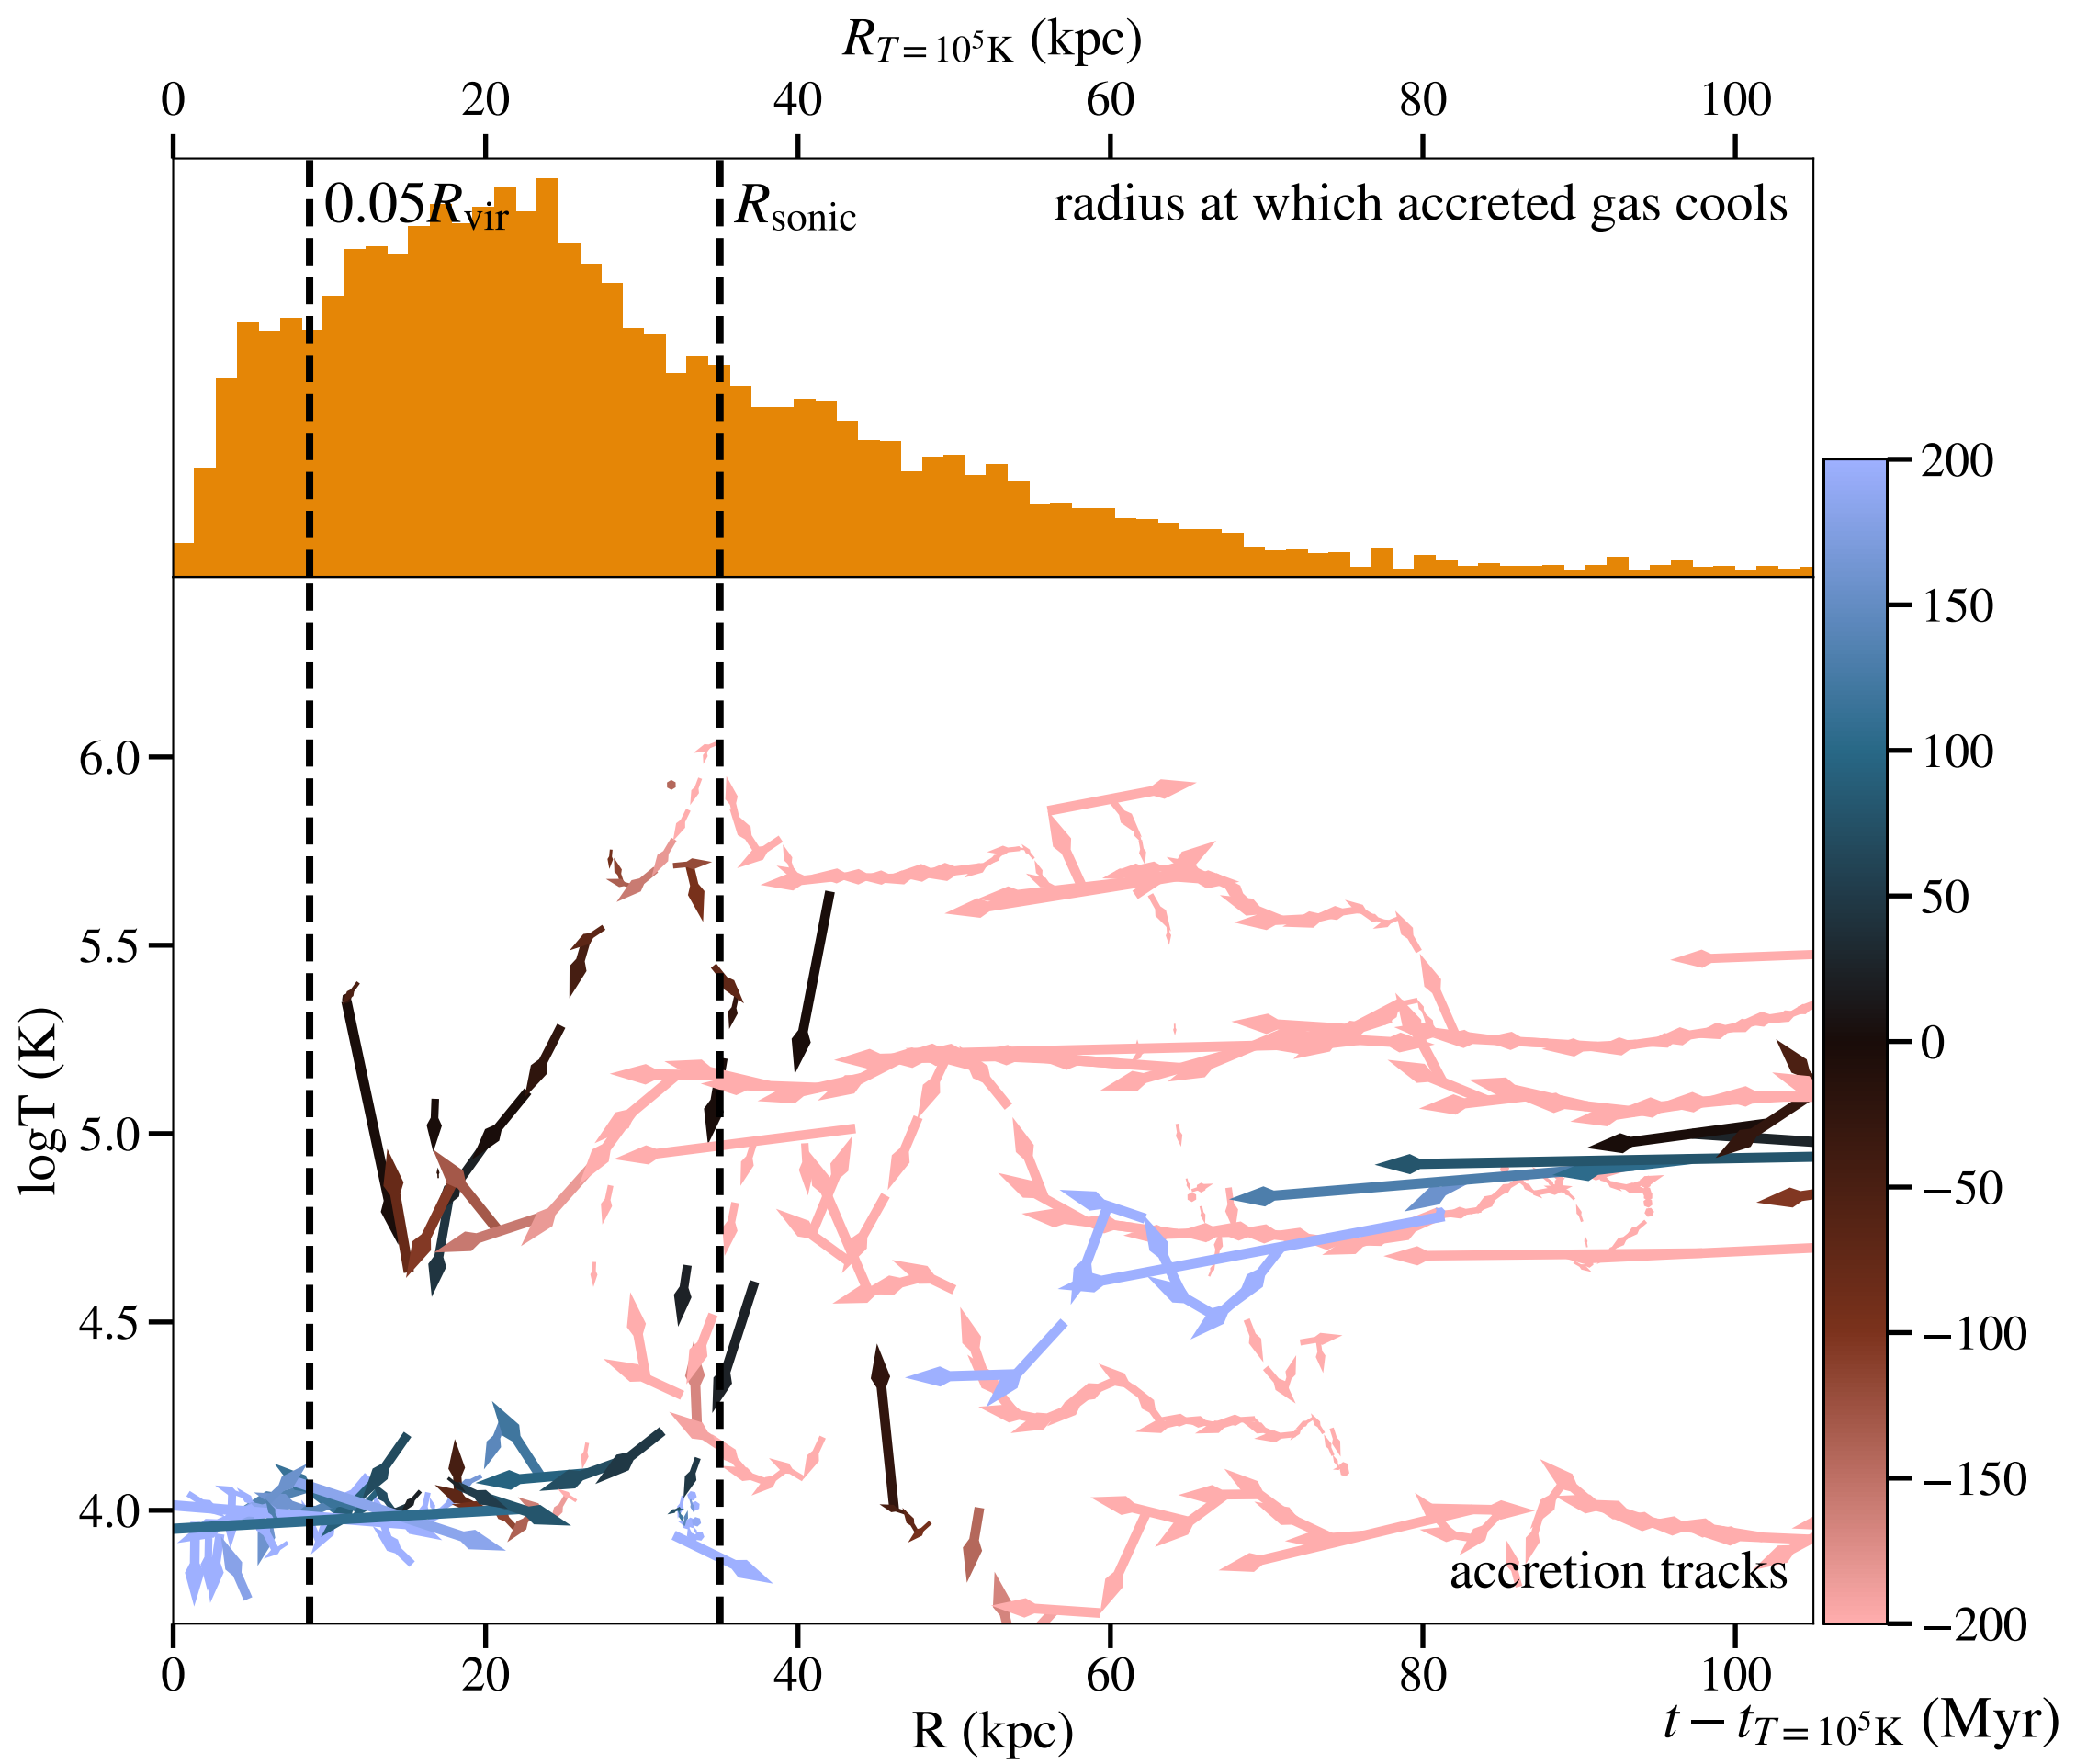 R_{T=10^5K} (kpc)
0 20 40 60 80 100
0.05R_vir R_sonic radius at which accreted gas cools
200
150
100
50
0
−50
−100
−150
−200
6.0
5.5
5.0
4.5
4.0
logT (K)
accretion tracks
0 20 40 60 80 100
R (kpc)
t − t_{T=10^5K} (Myr)